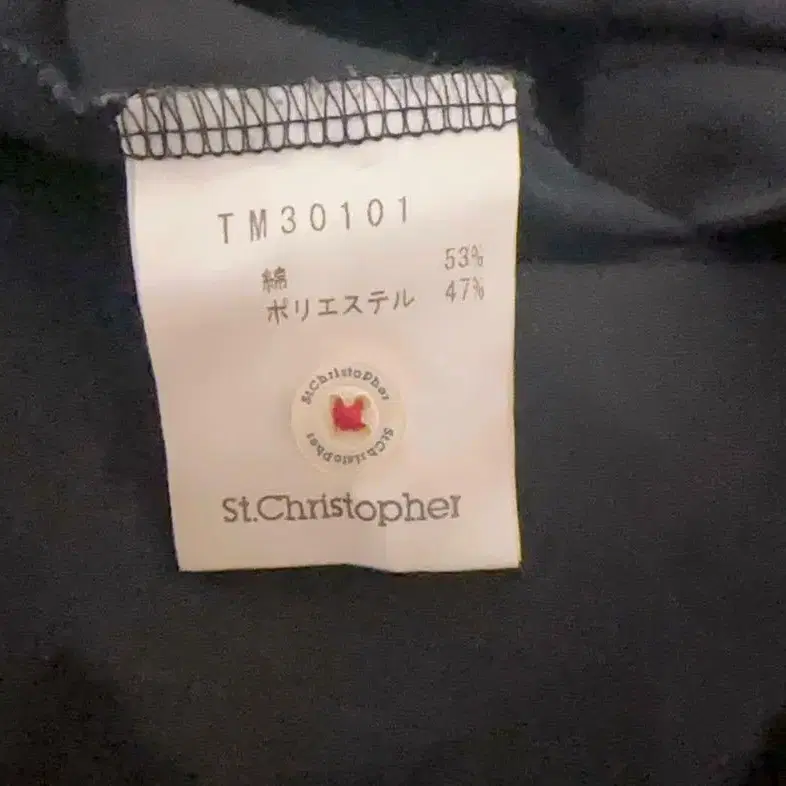 TM30101
綿 53%
ポリエステル 47%
St.Christopher
St.Christopher
St.Christopher